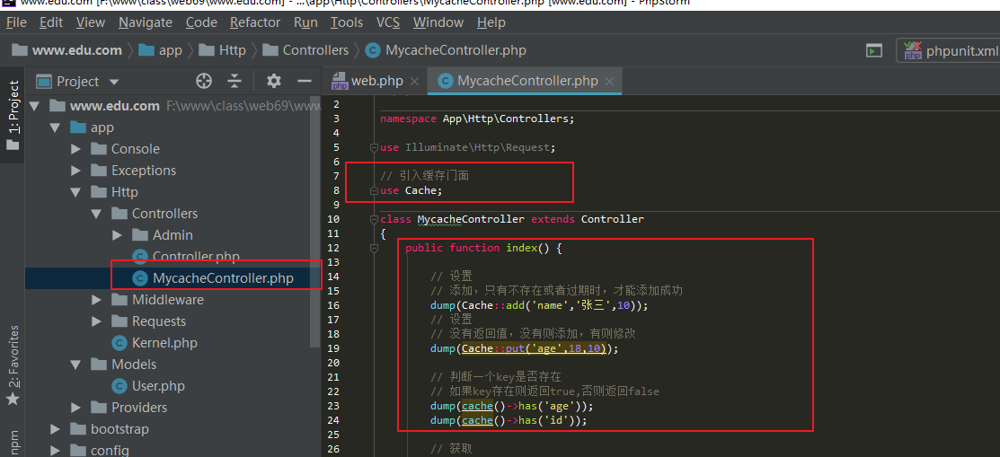 www.edu.com [F:\www\class\web69\www.edu.com] - ...\app\Http\Controllers\MycacheController.php [www.edu.com] - PhpStorm
File Edit View Navigate Code Refactor Run Tools VCS Window Help
www.edu.com app Http Controllers MycacheController.php phpunit.xml
1: Project
2: Favorites
npm
Project
www.edu.com F:\www\class\web69\www
app
Console
Exceptions
Http
Controllers
Admin
Controller.php
MycacheController.php
Middleware
Requests
Kernel.php
Models
User.php
Providers
bootstrap
config
web.php MycacheController.php
2
3 namespace App\Http\Controllers;
4
5 use Illuminate\Http\Request;
6
7 // 引入缓存门面
8 use Cache;
9
10 class MycacheController extends Controller
11 {
12 public function index() {
13
14 // 设置
15 // 添加，只有不存在或者过期时，才能添加成功
16 dump(Cache::add('name','张三',10));
17 // 设置
18 // 没有返回值，没有则添加，有则修改
19 dump(Cache::put('age',18,10));
20
21 // 判断一个key是否存在
22 // 如果key存在则返回true,否则返回false
23 dump(cache()->has('age'));
24 dump(cache()->has('id'));
25
26 // 获取